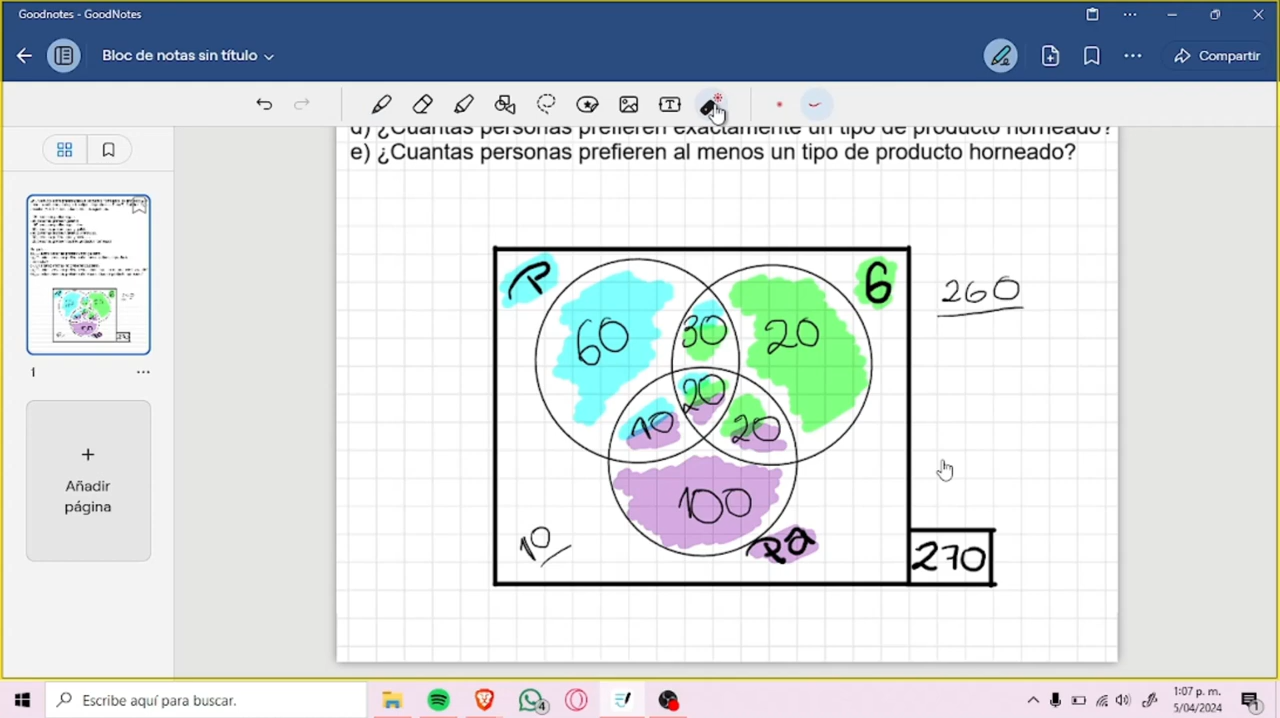 Goodnotes - GoodNotes
Bloc de notas sin título
Compartir
d) ¿Cuantas personas prefieren exactamente un tipo de producto horneado?
e) ¿Cuantas personas prefieren al menos un tipo de producto horneado?
P
G
260
60
30
20
20
10
20
100
10
Pa
270
1
+
Añadir
página
Escribe aquí para buscar.
4
1:07 p. m.
5/04/2024
1